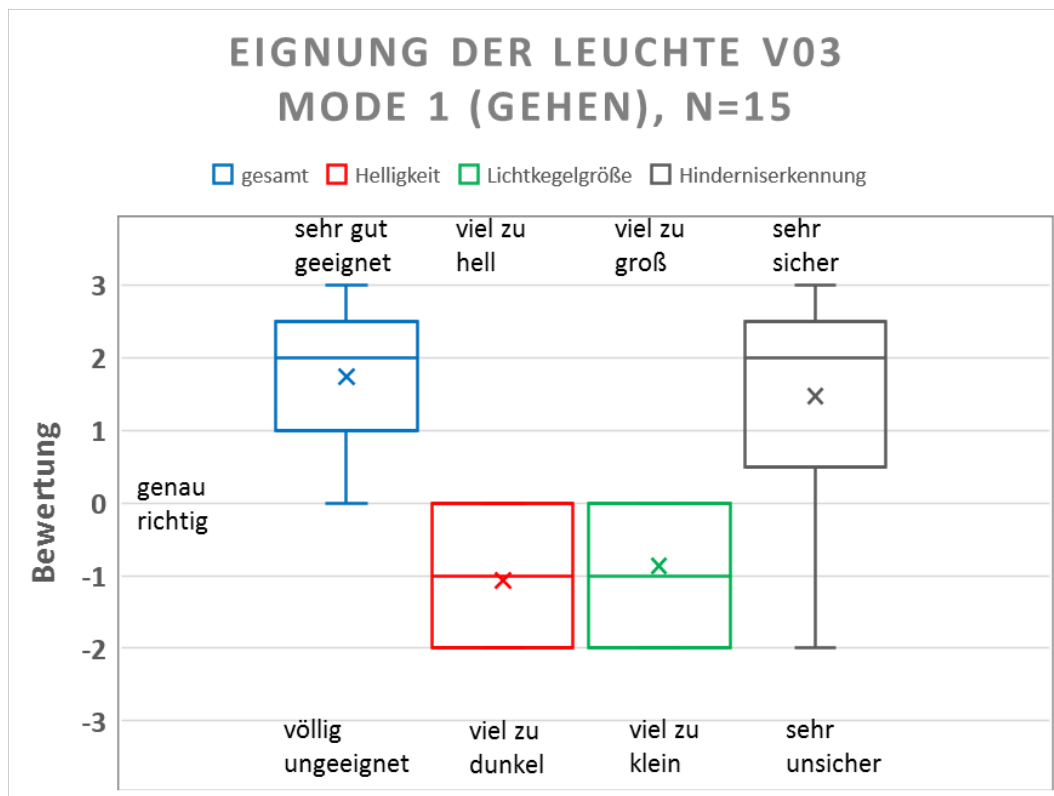 EIGNUNG DER LEUCHTE V03
MODE 1 (GEHEN), N=15
gesamt Helligkeit Lichtkegelgröße Hinderniserkennung
sehr gut
geeignet
viel zu
hell
viel zu
groß
sehr
sicher
3
2
1
0
-1
-2
-3
Bewertung
genau
richtig
völlig
ungeeignet
viel zu
dunkel
viel zu
klein
sehr
unsicher